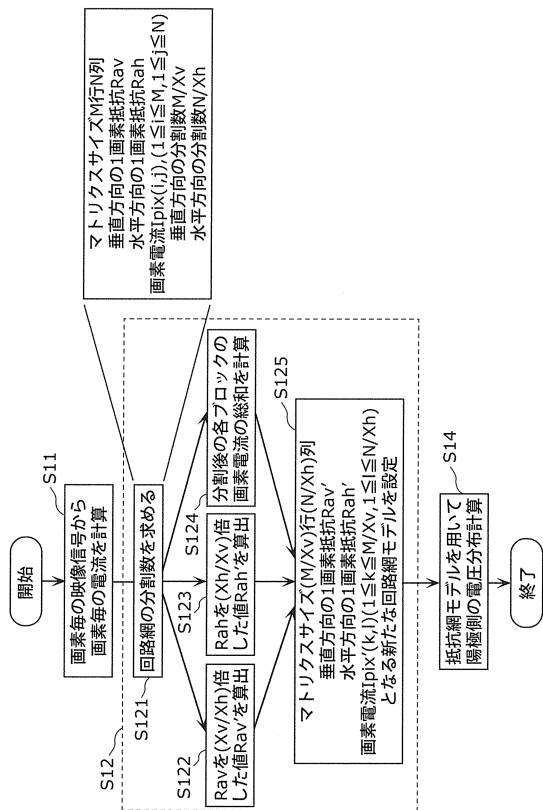 開始
S11
画素毎の映像信号から
画素毎の電流を計算
S12
S121
回路網の分割数を求める
マトリクスサイズM行N列
垂直方向の1画素抵抗Rav
水平方向の1画素抵抗Rah
画素電流Ipix(i,j),(1≦i≦M,1≦j≦N)
垂直方向の分割数M/Xv
水平方向の分割数N/Xh
S122
Ravを(Xv/Xh)倍
した値Rav'を算出
S123
Rahを(Xh/Xv)倍
した値Rah'を算出
S124
分割後の各ブロックの
画素電流の総和を計算
S125
マトリクスサイズ(M/Xv)行(N/Xh)列
垂直方向の1画素抵抗Rav'
水平方向の1画素抵抗Rah'
画素電流Ipix'(k,l)(1≦k≦M/Xv,1≦l≦N/Xh)
となる新たな回路網モデルを設定
S14
抵抗網モデルを用いて
陽極側の電圧分布計算
終了